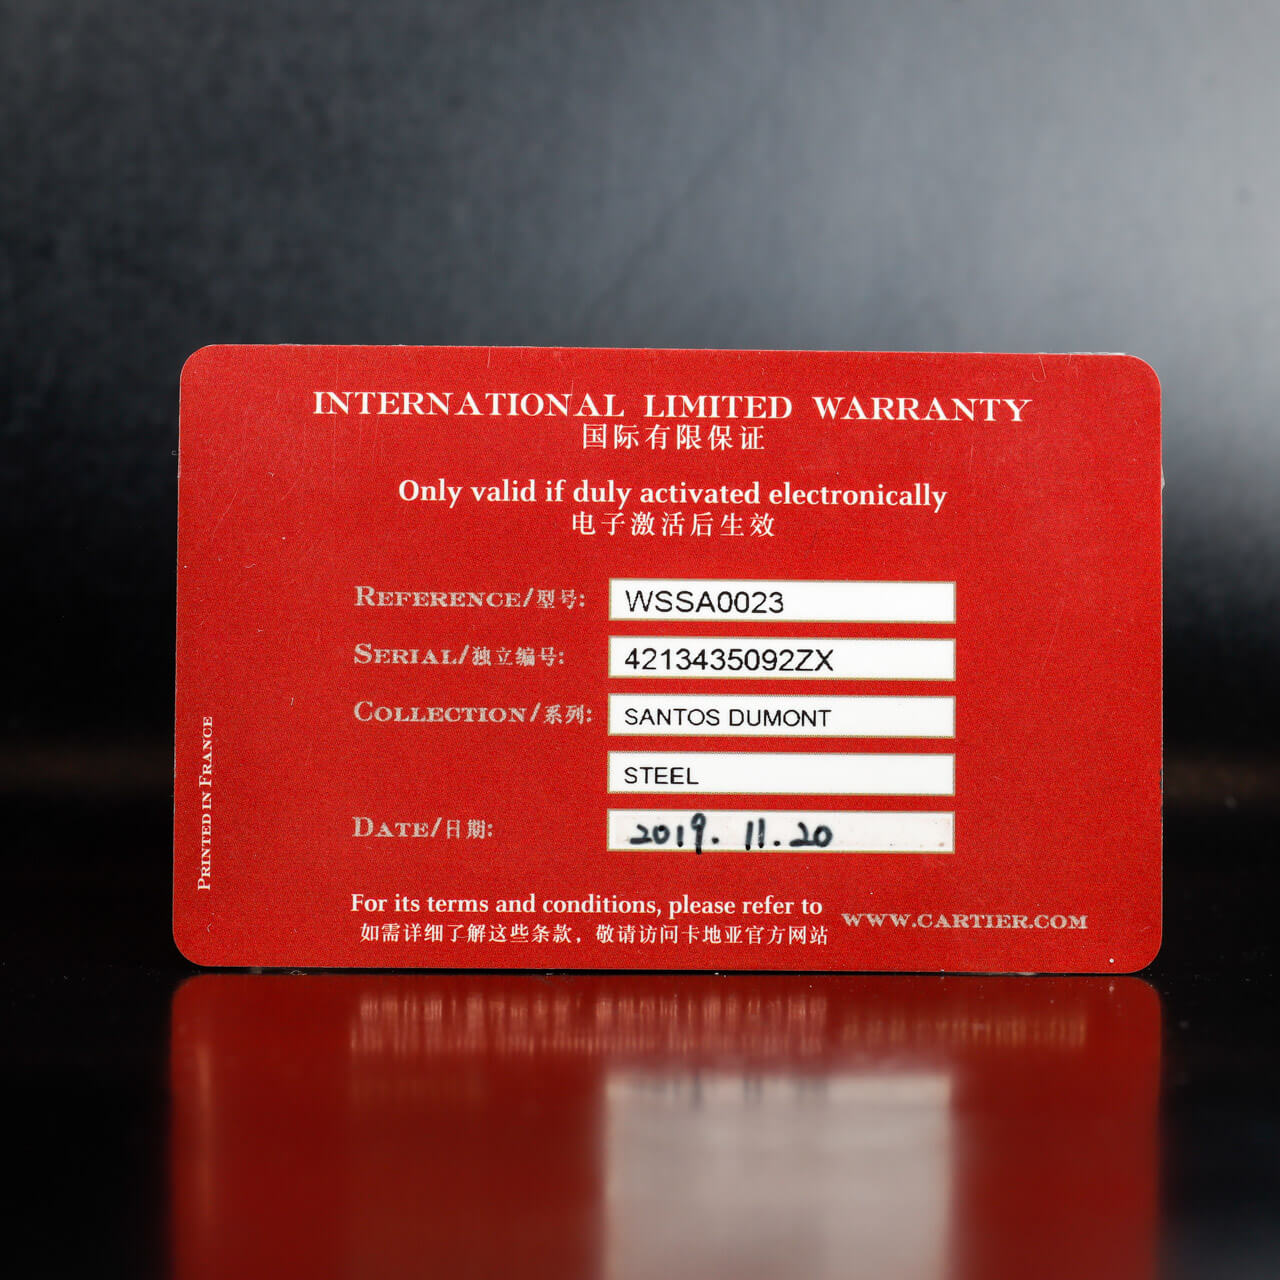 INTERNATIONAL LIMITED WARRANTY
国际有限保证
Only valid if duly activated electronically
电子激活后生效
REFERENCE/型号: WSSA0023
SERIAL/独立编号: 4213435092ZX
COLLECTION/系列: SANTOS DUMONT
STEEL
DATE/日期: 2019. 11. 20
PRINTED IN FRANCE
For its terms and conditions, please refer to
如需详细了解这些条款，敬请访问卡地亚官方网站
WWW.CARTIER.COM